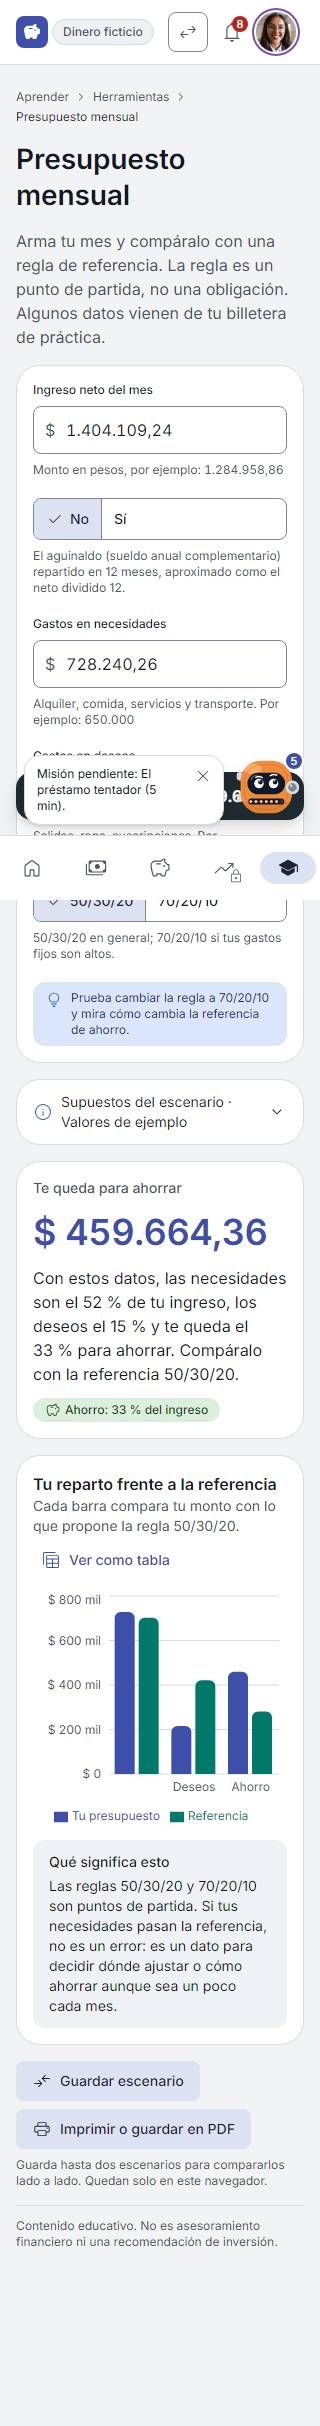 Dinero ficticio
8
Aprender > Herramientas >
Presupuesto mensual
Presupuesto
mensual
Arma tu mes y compáralo con una
regla de referencia. La regla es un
punto de partida, no una obligación.
Algunos datos vienen de tu billetera
de práctica.
Ingreso neto del mes
$ 1.404.109,24
Monto en pesos, por ejemplo: 1.284.958,86
No Sí
El aguinaldo (sueldo anual complementario)
repartido en 12 meses, aproximado como el
neto dividido 12.
Gastos en necesidades
$ 728.240,26
Alquiler, comida, servicios y transporte. Por
ejemplo: 650.000
Misión pendiente: El
préstamo tentador (5
min).
5
50/30/20 70/20/10
50/30/20 en general; 70/20/10 si tus gastos
fijos son altos.
Prueba cambiar la regla a 70/20/10
y mira cómo cambia la referencia
de ahorro.
Supuestos del escenario ·
Valores de ejemplo
Te queda para ahorrar
$ 459.664,36
Con estos datos, las necesidades
son el 52 % de tu ingreso, los
deseos el 15 % y te queda el
33 % para ahorrar. Compáralo
con la referencia 50/30/20.
Ahorro: 33 % del ingreso
Tu reparto frente a la referencia
Cada barra compara tu monto con lo
que propone la regla 50/30/20.
Ver como tabla
$ 800 mil
$ 600 mil
$ 400 mil
$ 200 mil
$ 0
Deseos Ahorro
Tu presupuesto Referencia
Qué significa esto
Las reglas 50/30/20 y 70/20/10
son puntos de partida. Si tus
necesidades pasan la referencia,
no es un error: es un dato para
decidir dónde ajustar o cómo
ahorrar aunque sea un poco
cada mes.
Guardar escenario
Imprimir o guardar en PDF
Guarda hasta dos escenarios para compararlos
lado a lado. Quedan solo en este navegador.
Contenido educativo. No es asesoramiento
financiero ni una recomendación de inversión.